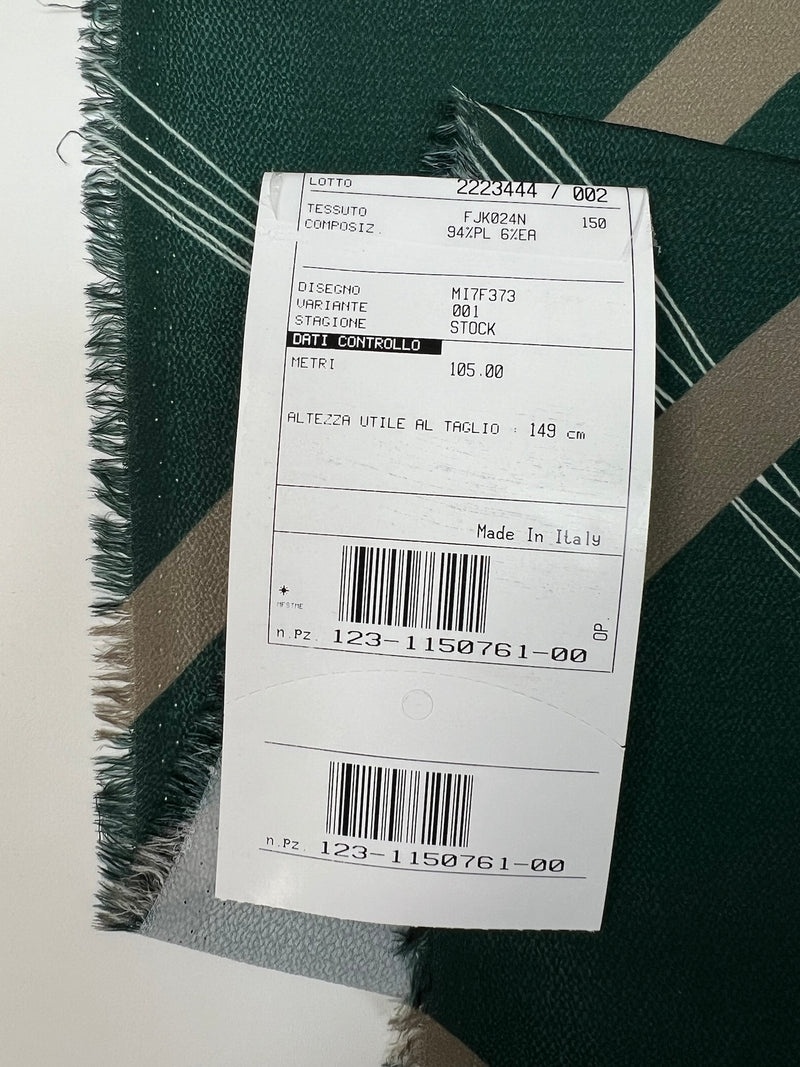 LOTTO 2223444 / 002
TESSUTO FJK024N 150
COMPOSIZ. 94%PL 6%EA
DISEGNO MI7F373
VARIANTE 001
STAGIONE STOCK
DATI CONTROLLO
METRI 105.00
ALTEZZA UTILE AL TAGLIO : 149 cm
Made In Italy
OP.
n.Pz. 123-1150761-00
n.Pz. 123-1150761-00